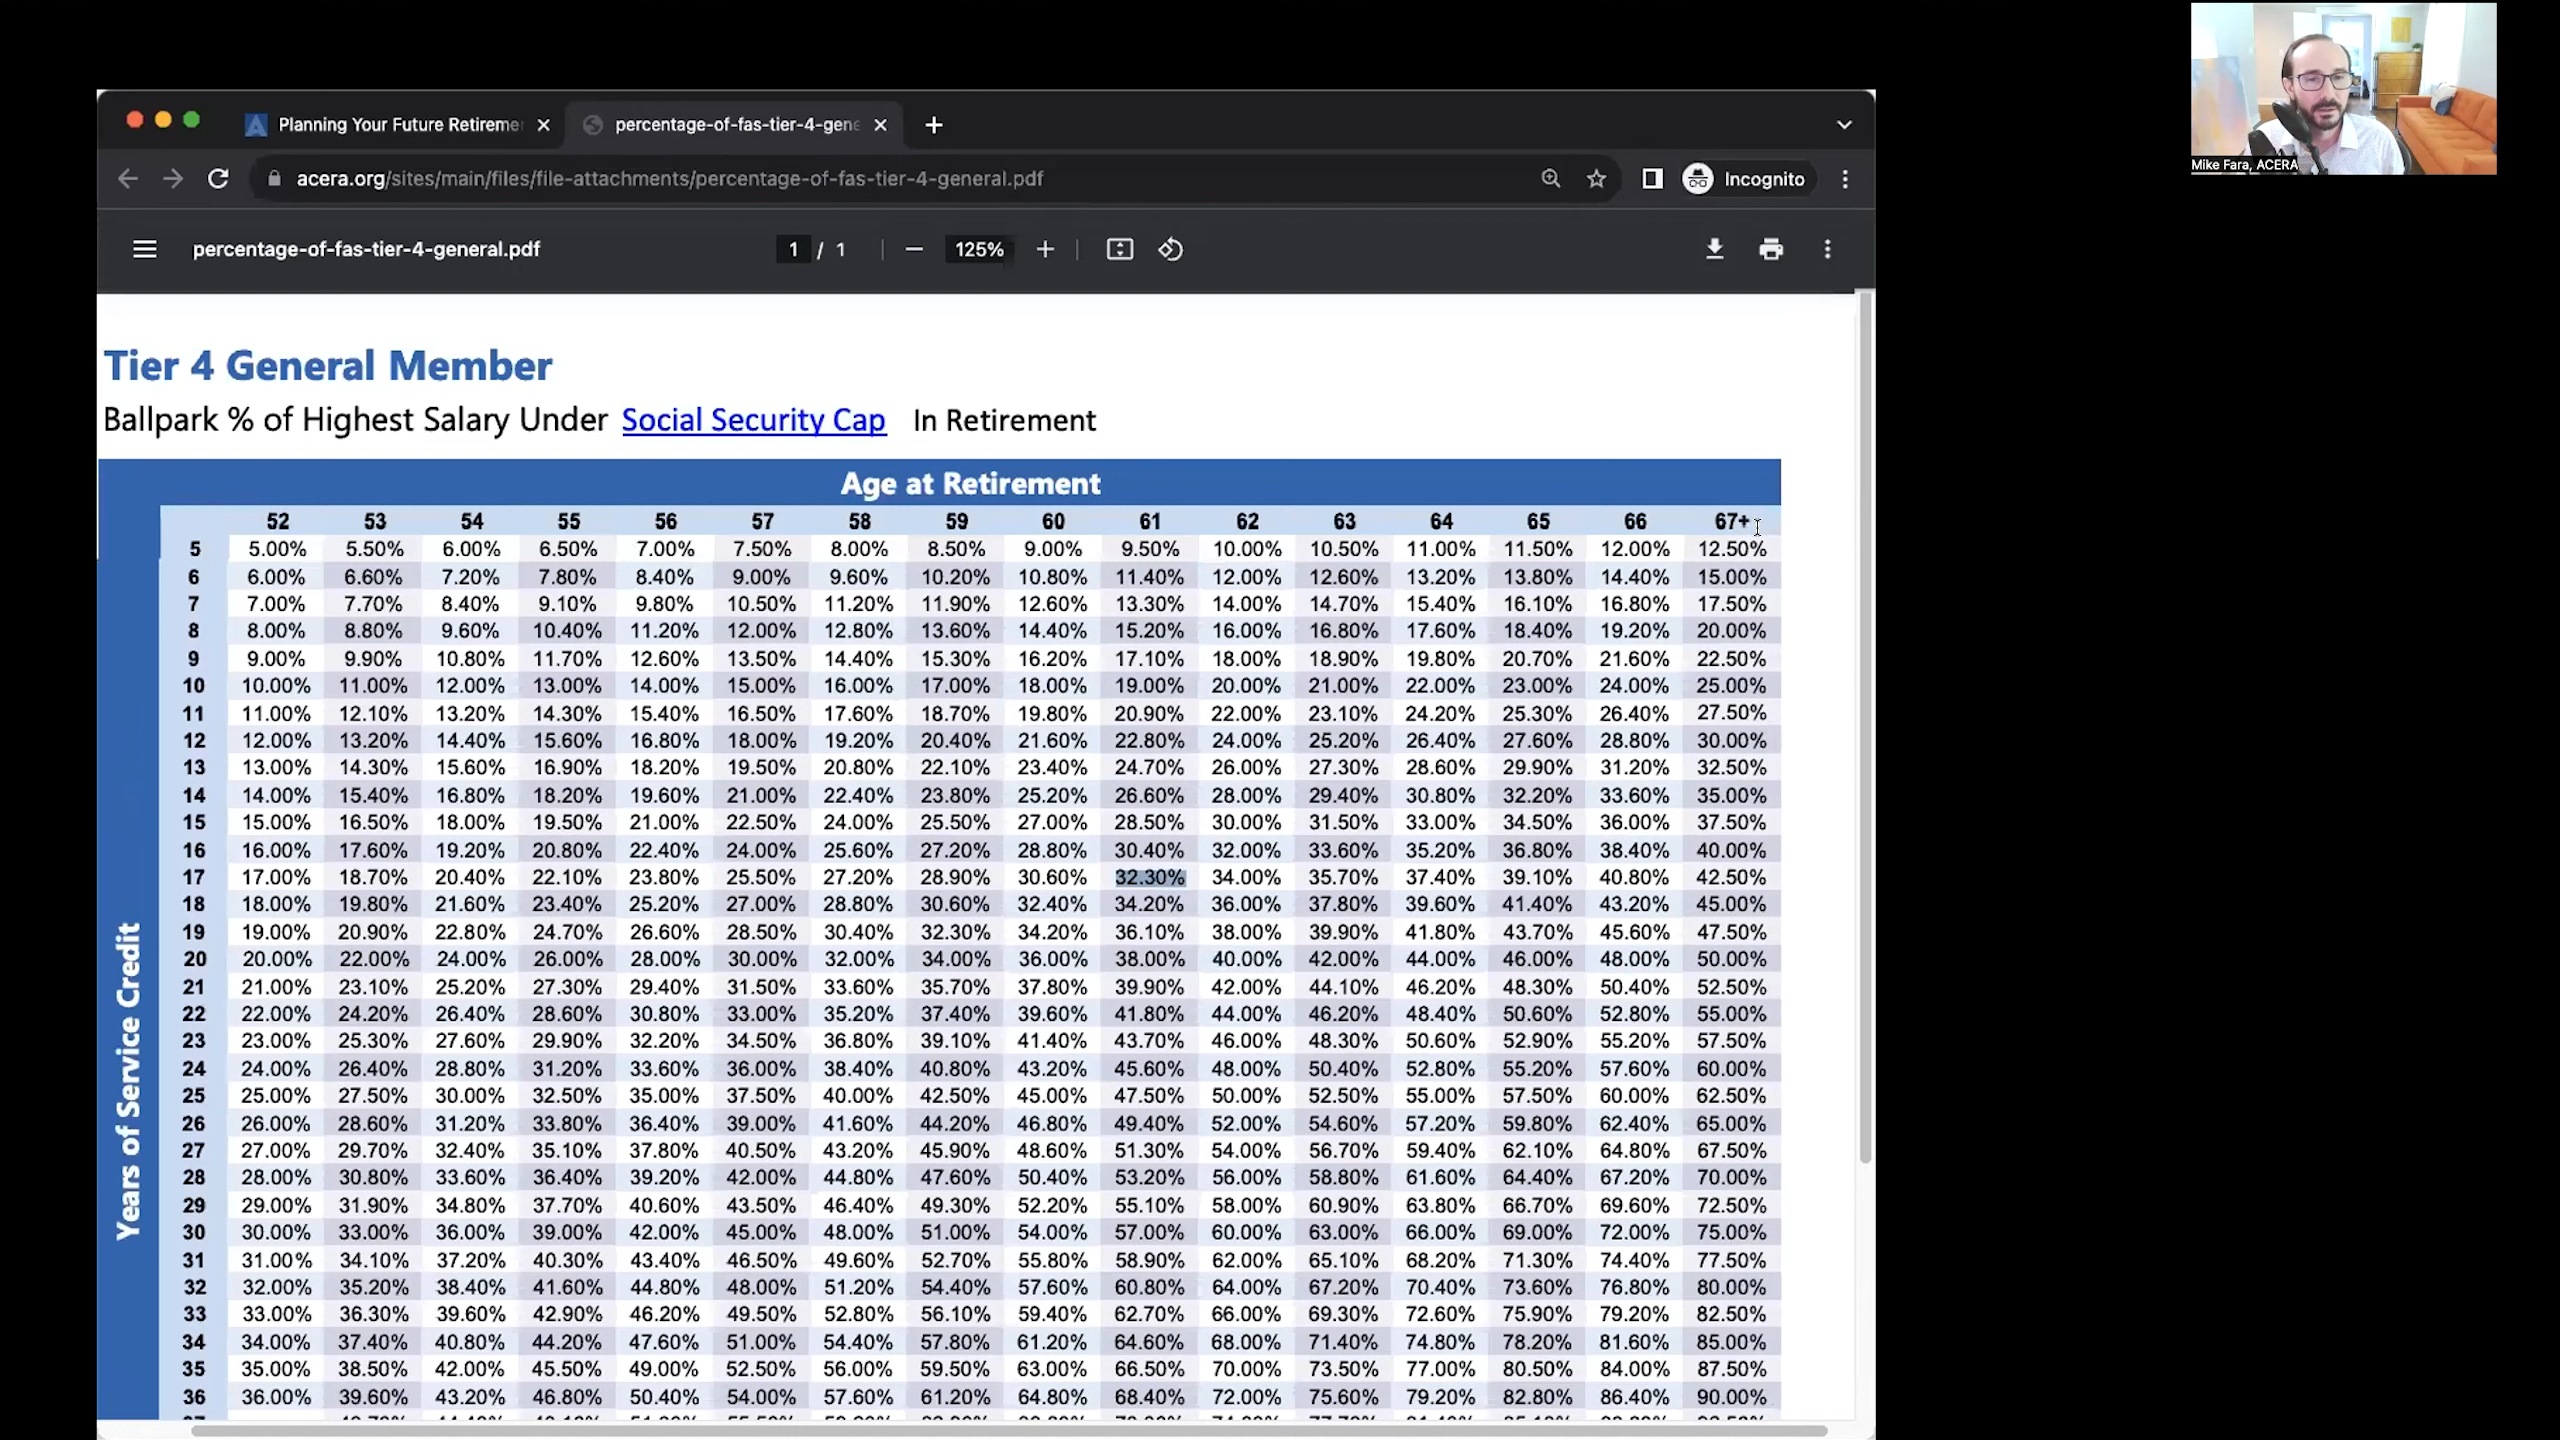 Mike Fara, ACERA
Planning Your Future Retireme
percentage-of-fas-tier-4-gene
acera.org/sites/main/files/file-attachments/percentage-of-fas-tier-4-general.pdf
Incognito
percentage-of-fas-tier-4-general.pdf
1 / 1
125%
Tier 4 General Member
Ballpark % of Highest Salary Under Social Security Cap In Retirement
Age at Retirement
52 53 54 55 56 57 58 59 60 61 62 63 64 65 66 67+
Years of Service Credit
5 5.00% 5.50% 6.00% 6.50% 7.00% 7.50% 8.00% 8.50% 9.00% 9.50% 10.00% 10.50% 11.00% 11.50% 12.00% 12.50%
6 6.00% 6.60% 7.20% 7.80% 8.40% 9.00% 9.60% 10.20% 10.80% 11.40% 12.00% 12.60% 13.20% 13.80% 14.40% 15.00%
7 7.00% 7.70% 8.40% 9.10% 9.80% 10.50% 11.20% 11.90% 12.60% 13.30% 14.00% 14.70% 15.40% 16.10% 16.80% 17.50%
8 8.00% 8.80% 9.60% 10.40% 11.20% 12.00% 12.80% 13.60% 14.40% 15.20% 16.00% 16.80% 17.60% 18.40% 19.20% 20.00%
9 9.00% 9.90% 10.80% 11.70% 12.60% 13.50% 14.40% 15.30% 16.20% 17.10% 18.00% 18.90% 19.80% 20.70% 21.60% 22.50%
10 10.00% 11.00% 12.00% 13.00% 14.00% 15.00% 16.00% 17.00% 18.00% 19.00% 20.00% 21.00% 22.00% 23.00% 24.00% 25.00%
11 11.00% 12.10% 13.20% 14.30% 15.40% 16.50% 17.60% 18.70% 19.80% 20.90% 22.00% 23.10% 24.20% 25.30% 26.40% 27.50%
12 12.00% 13.20% 14.40% 15.60% 16.80% 18.00% 19.20% 20.40% 21.60% 22.80% 24.00% 25.20% 26.40% 27.60% 28.80% 30.00%
13 13.00% 14.30% 15.60% 16.90% 18.20% 19.50% 20.80% 22.10% 23.40% 24.70% 26.00% 27.30% 28.60% 29.90% 31.20% 32.50%
14 14.00% 15.40% 16.80% 18.20% 19.60% 21.00% 22.40% 23.80% 25.20% 26.60% 28.00% 29.40% 30.80% 32.20% 33.60% 35.00%
15 15.00% 16.50% 18.00% 19.50% 21.00% 22.50% 24.00% 25.50% 27.00% 28.50% 30.00% 31.50% 33.00% 34.50% 36.00% 37.50%
16 16.00% 17.60% 19.20% 20.80% 22.40% 24.00% 25.60% 27.20% 28.80% 30.40% 32.00% 33.60% 35.20% 36.80% 38.40% 40.00%
17 17.00% 18.70% 20.40% 22.10% 23.80% 25.50% 27.20% 28.90% 30.60% 32.30% 34.00% 35.70% 37.40% 39.10% 40.80% 42.50%
18 18.00% 19.80% 21.60% 23.40% 25.20% 27.00% 28.80% 30.60% 32.40% 34.20% 36.00% 37.80% 39.60% 41.40% 43.20% 45.00%
19 19.00% 20.90% 22.80% 24.70% 26.60% 28.50% 30.40% 32.30% 34.20% 36.10% 38.00% 39.90% 41.80% 43.70% 45.60% 47.50%
20 20.00% 22.00% 24.00% 26.00% 28.00% 30.00% 32.00% 34.00% 36.00% 38.00% 40.00% 42.00% 44.00% 46.00% 48.00% 50.00%
21 21.00% 23.10% 25.20% 27.30% 29.40% 31.50% 33.60% 35.70% 37.80% 39.90% 42.00% 44.10% 46.20% 48.30% 50.40% 52.50%
22 22.00% 24.20% 26.40% 28.60% 30.80% 33.00% 35.20% 37.40% 39.60% 41.80% 44.00% 46.20% 48.40% 50.60% 52.80% 55.00%
23 23.00% 25.30% 27.60% 29.90% 32.20% 34.50% 36.80% 39.10% 41.40% 43.70% 46.00% 48.30% 50.60% 52.90% 55.20% 57.50%
24 24.00% 26.40% 28.80% 31.20% 33.60% 36.00% 38.40% 40.80% 43.20% 45.60% 48.00% 50.40% 52.80% 55.20% 57.60% 60.00%
25 25.00% 27.50% 30.00% 32.50% 35.00% 37.50% 40.00% 42.50% 45.00% 47.50% 50.00% 52.50% 55.00% 57.50% 60.00% 62.50%
26 26.00% 28.60% 31.20% 33.80% 36.40% 39.00% 41.60% 44.20% 46.80% 49.40% 52.00% 54.60% 57.20% 59.80% 62.40% 65.00%
27 27.00% 29.70% 32.40% 35.10% 37.80% 40.50% 43.20% 45.90% 48.60% 51.30% 54.00% 56.70% 59.40% 62.10% 64.80% 67.50%
28 28.00% 30.80% 33.60% 36.40% 39.20% 42.00% 44.80% 47.60% 50.40% 53.20% 56.00% 58.80% 61.60% 64.40% 67.20% 70.00%
29 29.00% 31.90% 34.80% 37.70% 40.60% 43.50% 46.40% 49.30% 52.20% 55.10% 58.00% 60.90% 63.80% 66.70% 69.60% 72.50%
30 30.00% 33.00% 36.00% 39.00% 42.00% 45.00% 48.00% 51.00% 54.00% 57.00% 60.00% 63.00% 66.00% 69.00% 72.00% 75.00%
31 31.00% 34.10% 37.20% 40.30% 43.40% 46.50% 49.60% 52.70% 55.80% 58.90% 62.00% 65.10% 68.20% 71.30% 74.40% 77.50%
32 32.00% 35.20% 38.40% 41.60% 44.80% 48.00% 51.20% 54.40% 57.60% 60.80% 64.00% 67.20% 70.40% 73.60% 76.80% 80.00%
33 33.00% 36.30% 39.60% 42.90% 46.20% 49.50% 52.80% 56.10% 59.40% 62.70% 66.00% 69.30% 72.60% 75.90% 79.20% 82.50%
34 34.00% 37.40% 40.80% 44.20% 47.60% 51.00% 54.40% 57.80% 61.20% 64.60% 68.00% 71.40% 74.80% 78.20% 81.60% 85.00%
35 35.00% 38.50% 42.00% 45.50% 49.00% 52.50% 56.00% 59.50% 63.00% 66.50% 70.00% 73.50% 77.00% 80.50% 84.00% 87.50%
36 36.00% 39.60% 43.20% 46.80% 50.40% 54.00% 57.60% 61.20% 64.80% 68.40% 72.00% 75.60% 79.20% 82.80% 86.40% 90.00%